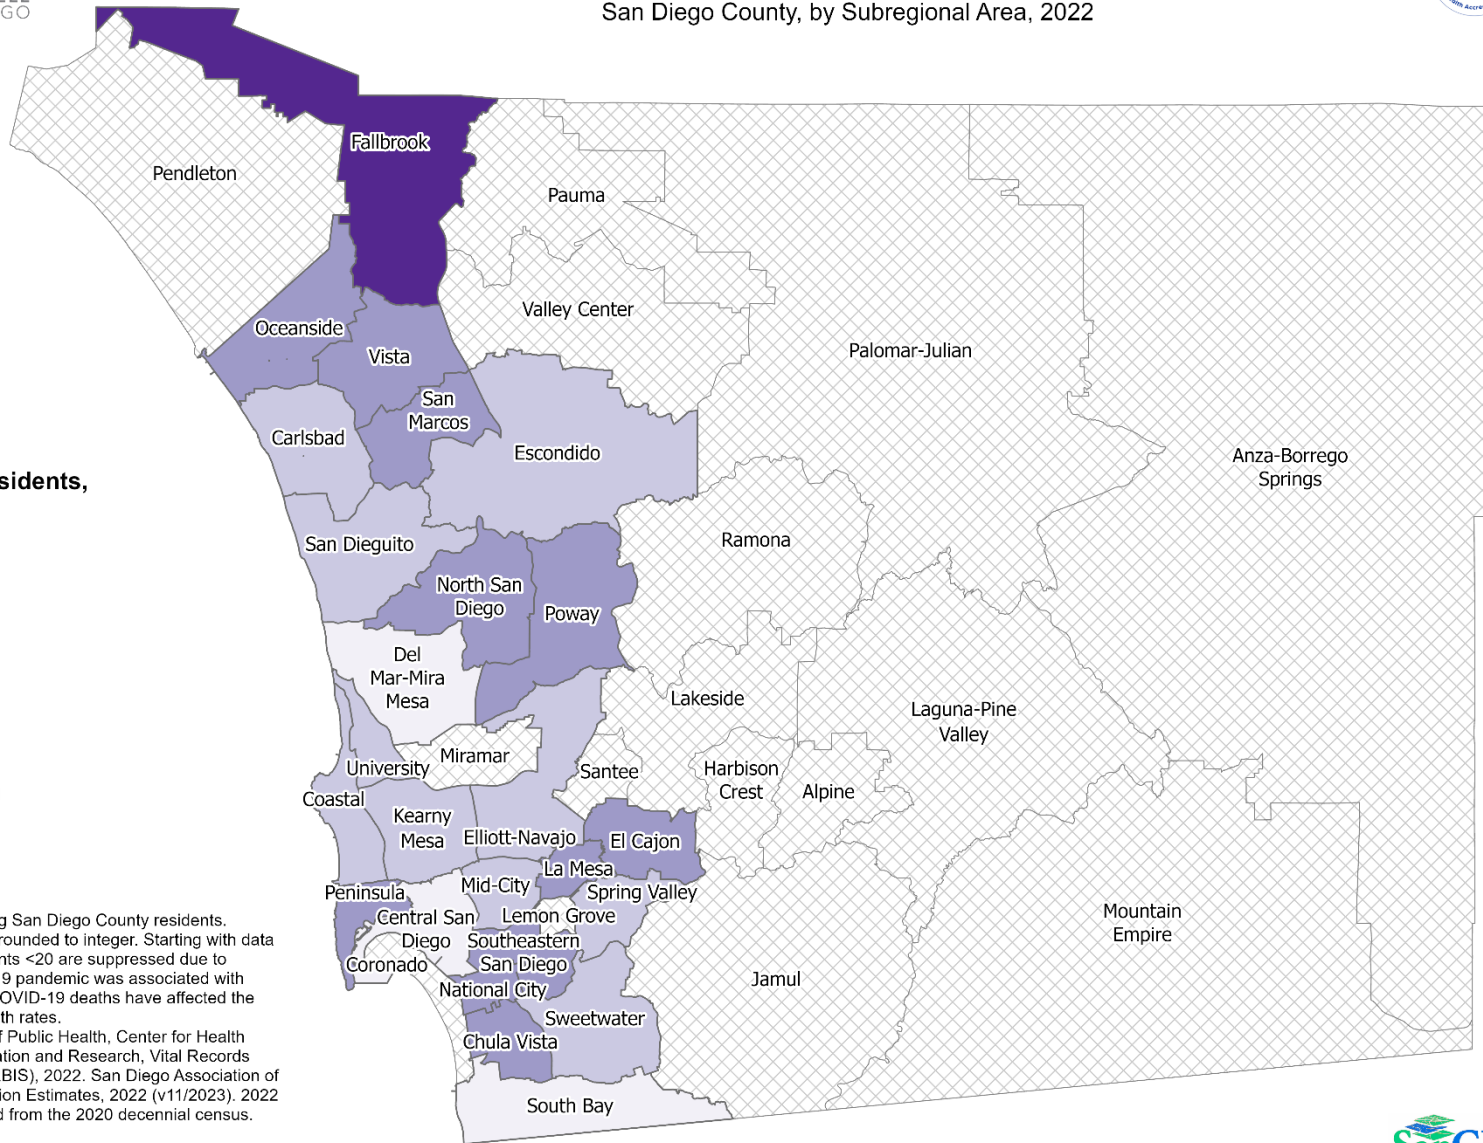 GO
San Diego County, by Subregional Area, 2022
Fallbrook
Pendleton
Pauma
Valley Center
Oceanside
Vista
Palomar-Julian
San
Marcos
Carlsbad
Escondido
Anza-Borrego
Springs
sidents,
San Dieguito
Ramona
North San
Diego
Poway
Del
Mar-Mira
Mesa
Lakeside
Laguna-Pine
Valley
Miramar
University
Santee
Harbison
Crest
Alpine
Coastal
Kearny
Mesa
Elliott-Navajo
El Cajon
La Mesa
Peninsula
Mid-City
Spring Valley
Central San
Diego
Lemon Grove
Mountain
Empire
Southeastern
San Diego
Coronado
Jamul
National City
Sweetwater
Chula Vista
South Bay
g San Diego County residents.
rounded to integer. Starting with data
nts <20 are suppressed due to
9 pandemic was associated with
OVID-19 deaths have affected the
th rates.
f Public Health, Center for Health
ation and Research, Vital Records
BIS), 2022. San Diego Association of
ion Estimates, 2022 (v11/2023). 2022
d from the 2020 decennial census.